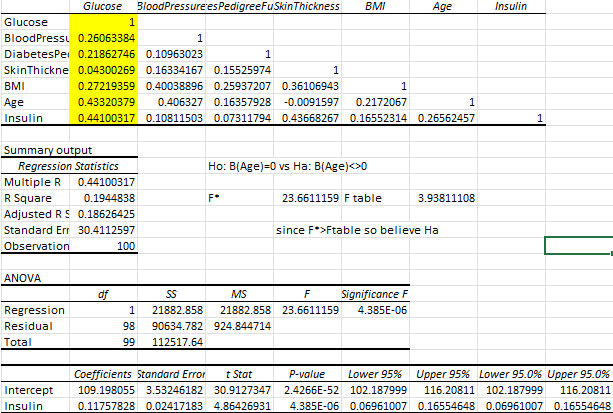 Glucose BloodPressure esPedigreeFu SkinThickness BMI Age Insulin
Glucose 1
BloodPressu 0.26063384 1
DiabetesPe 0.21862746 0.10963023 1
SkinThickne 0.04300269 0.16334167 0.15525974 1
BMI 0.27219359 0.40038896 0.25937207 0.36106943 1
Age 0.43320379 0.406327 0.16357928 -0.0091597 0.2172067 1
Insulin 0.44100317 0.10811503 0.07311794 0.43668267 0.16552314 0.26562457 1
Summary output
Regression Statistics Ho: B(Age)=0 vs Ha: B(Age)<>0
Multiple R 0.44100317
R Square 0.1944838 F* 23.6611159 F table 3.93811108
Adjusted R S 0.18626425
Standard Err 30.4112597 since F*>Ftable so believe Ha
Observation 100
ANOVA
df SS MS F Significance F
Regression 1 21882.858 21882.858 23.6611159 4.385E-06
Residual 98 90634.782 924.844714
Total 99 112517.64
Coefficients Standard Error t Stat P-value Lower 95% Upper 95% Lower 95.0% Upper 95.0%
Intercept 109.198055 3.53246182 30.9127347 2.4266E-52 102.187999 116.20811 102.187999 116.20811
Insulin 0.11757828 0.02417183 4.86426931 4.385E-06 0.06961007 0.16554648 0.06961007 0.16554648